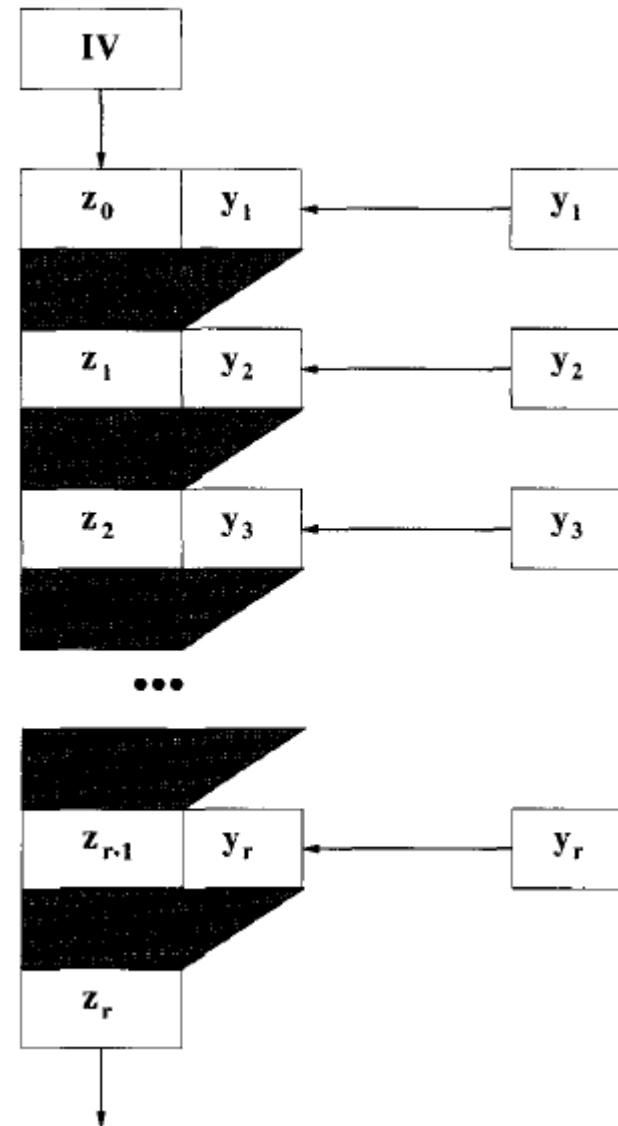 IV
z₀ y₁ y₁
z₁ y₂ y₂
z₂ y₃ y₃
•••
zᵣ₋₁ yᵣ yᵣ
zᵣ